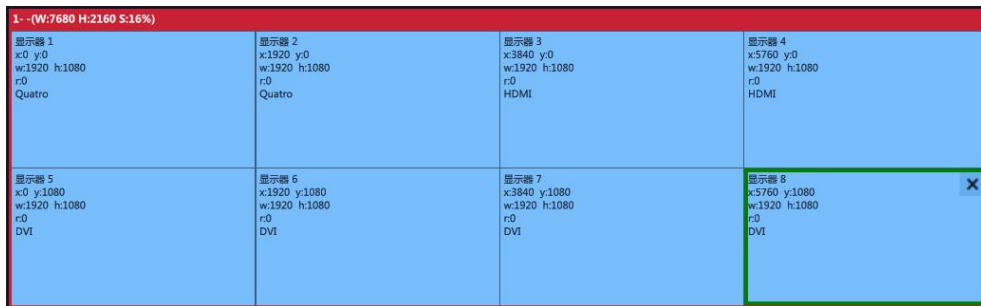 1- -(W:7680 H:2160 S:16%)
显示器 1
x:0 y:0
w:1920 h:1080
r:0
Quatro
显示器 2
x:1920 y:0
w:1920 h:1080
r:0
Quatro
显示器 3
x:3840 y:0
w:1920 h:1080
r:0
HDMI
显示器 4
x:5760 y:0
w:1920 h:1080
r:0
HDMI
显示器 5
x:0 y:1080
w:1920 h:1080
r:0
DVI
显示器 6
x:1920 y:1080
w:1920 h:1080
r:0
DVI
显示器 7
x:3840 y:1080
w:1920 h:1080
r:0
DVI
显示器 8
x:5760 y:1080
w:1920 h:1080
r:0
DVI